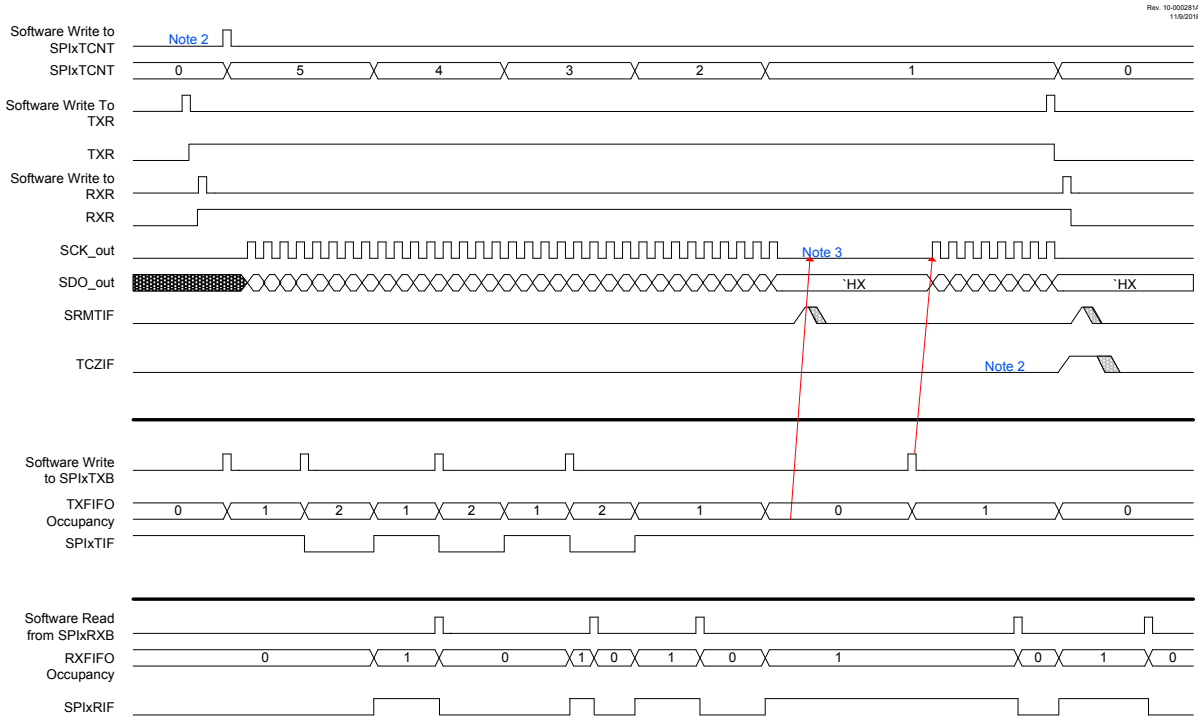 Rev. 10-000281A
11/9/2018
Software Write to
SPIxTCNT
Note 2
SPIxTCNT
0 5 4 3 2 1 0
Software Write To
TXR
TXR
Software Write to
RXR
RXR
SCK_out
Note 3
SDO_out
`HX `HX
SRMTIF
TCZIF
Note 2
Software Write
to SPIxTXB
TXFIFO
Occupancy
0 1 2 1 2 1 2 1 0 1 0
SPIxTIF
Software Read
from SPIxRXB
RXFIFO
Occupancy
0 1 0 1 0 1 0 1 0 1 0
SPIxRIF